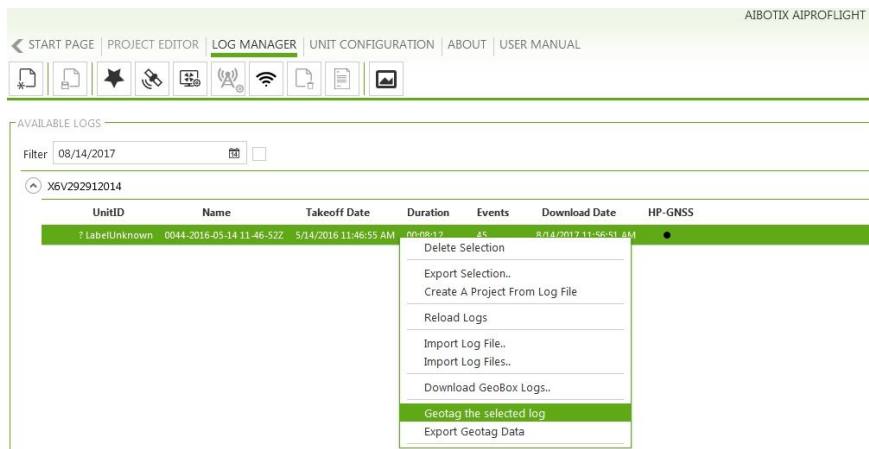 AIBOTIX AIPROFLIGHT
START PAGE PROJECT EDITOR LOG MANAGER UNIT CONFIGURATION ABOUT USER MANUAL
AVAILABLE LOGS
Filter 08/14/2017 14
X6V292912014
UnitID Name Takeoff Date Duration Events Download Date HP-GNSS
? LabelUnknown 0044-2016-05-14 11-46-52Z 5/14/2016 11:46:55 AM 00:08:12 45 8/14/2017 11:56:51 AM
Delete Selection
Export Selection..
Create A Project From Log File
Reload Logs
Import Log File..
Import Log Files..
Download GeoBox Logs..
Geotag the selected log
Export Geotag Data